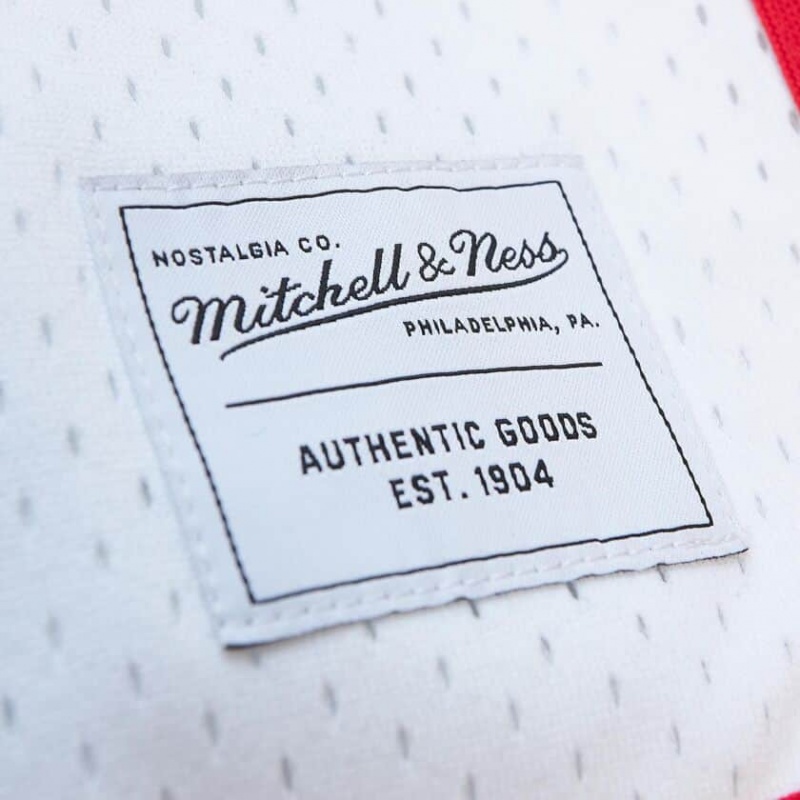 NOSTALGIA CO.
Mitchell & Ness
PHILADELPHIA, PA.
AUTHENTIC GOODS
EST. 1904